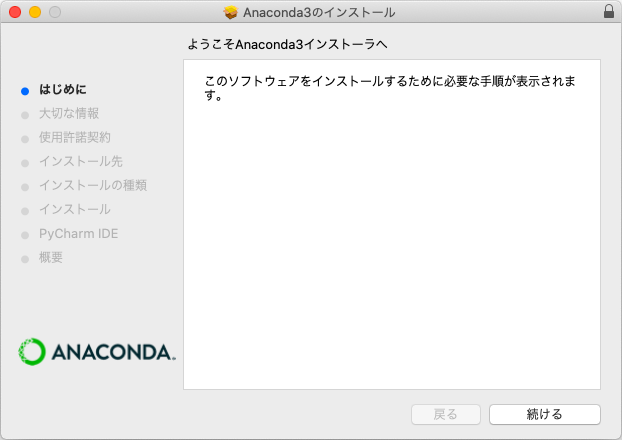 Anaconda3のインストール
ようこそAnaconda3インストーラへ
はじめに
大切な情報
使用許諾契約
インストール先
インストールの種類
インストール
PyCharm IDE
概要
このソフトウェアをインストールするために必要な手順が表示されま
す。
ANACONDA.
戻る
続ける